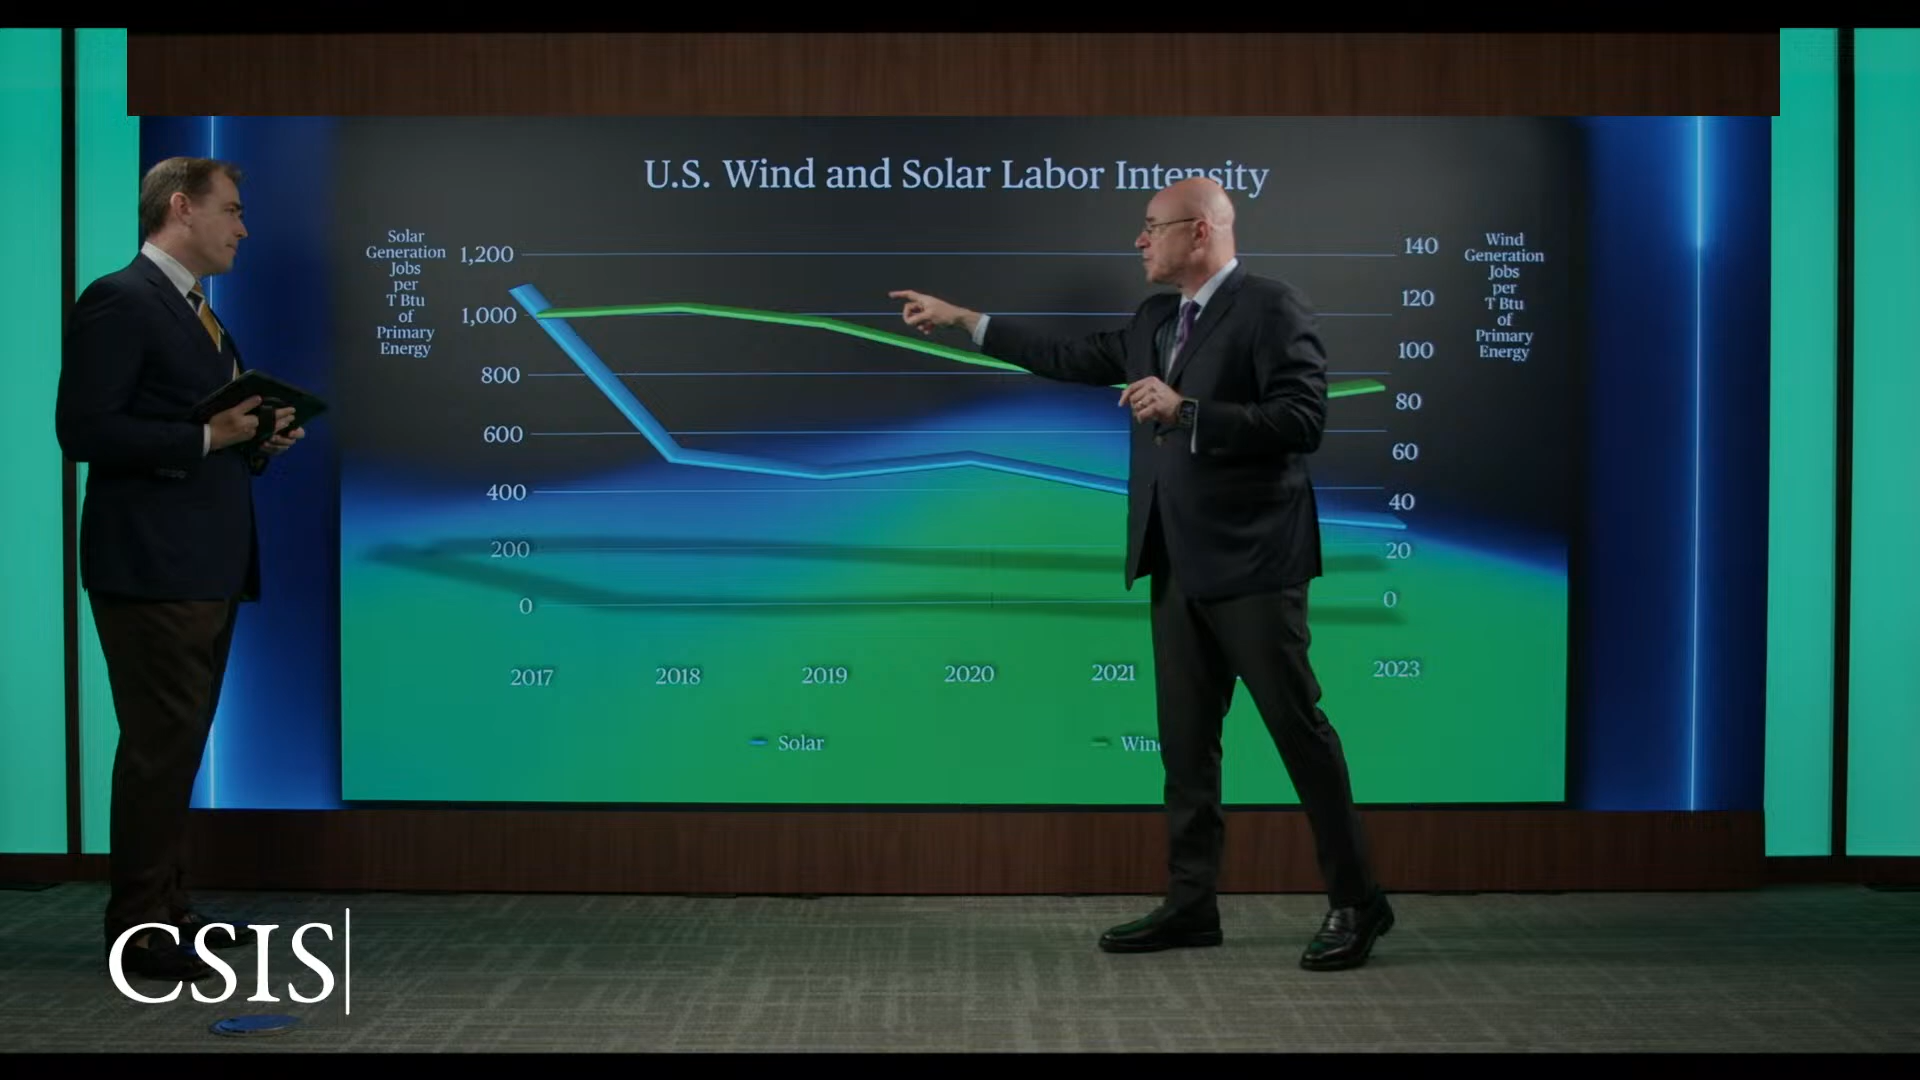 U.S. Wind and Solar Labor Intensity
Solar
Generation
Jobs
per
T Btu
of
Primary
Energy
1,200
1,000
800
600
400
200
0
140
120
100
80
60
40
20
0
Wind
Generation
Jobs
per
T Btu
of
Primary
Energy
2017 2018 2019 2020 2021 2023
Solar
Win
CSIS